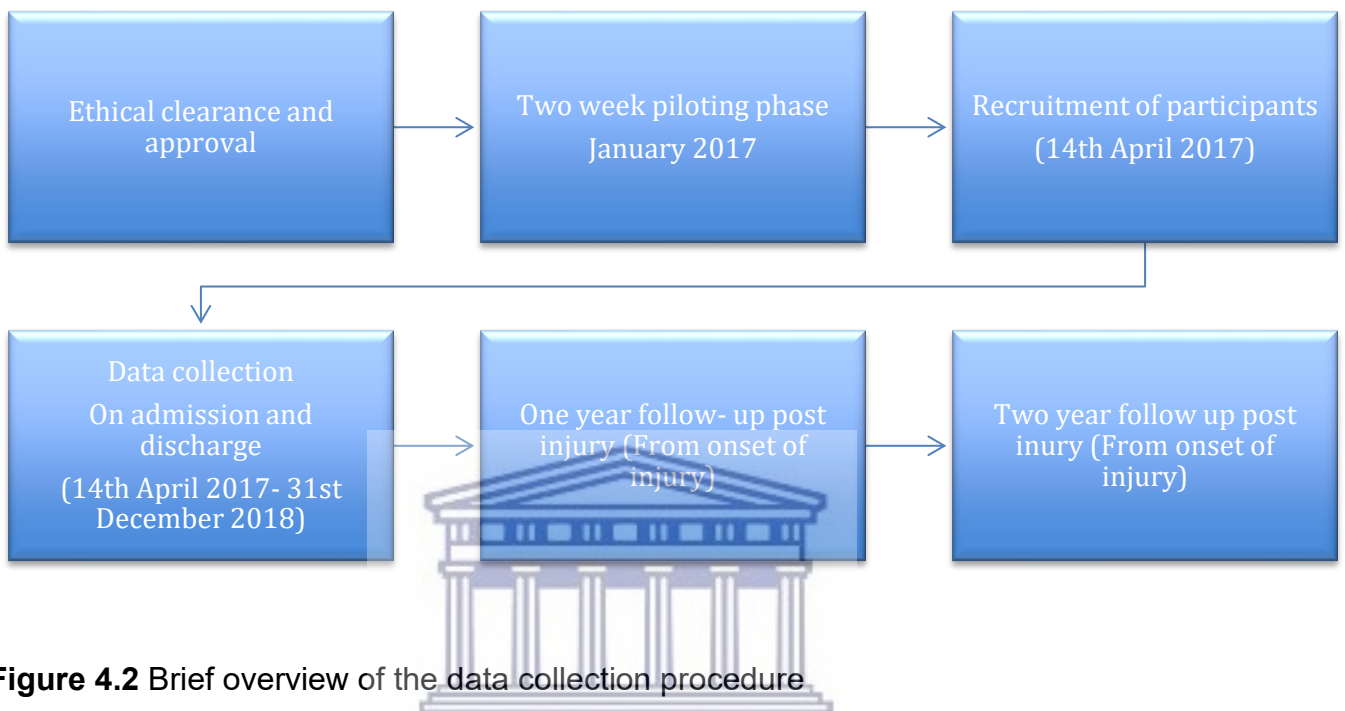 Ethical clearance and
approval
Two week piloting phase
January 2017
Recruitment of participants
(14th April 2017)
Data collection
On admission and
discharge
(14th April 2017- 31st
December 2018)
One year follow- up post
injury (From onset of
injury)
Two year follow up post
inury (From onset of
injury)
Figure 4.2 Brief overview of the data collection procedure